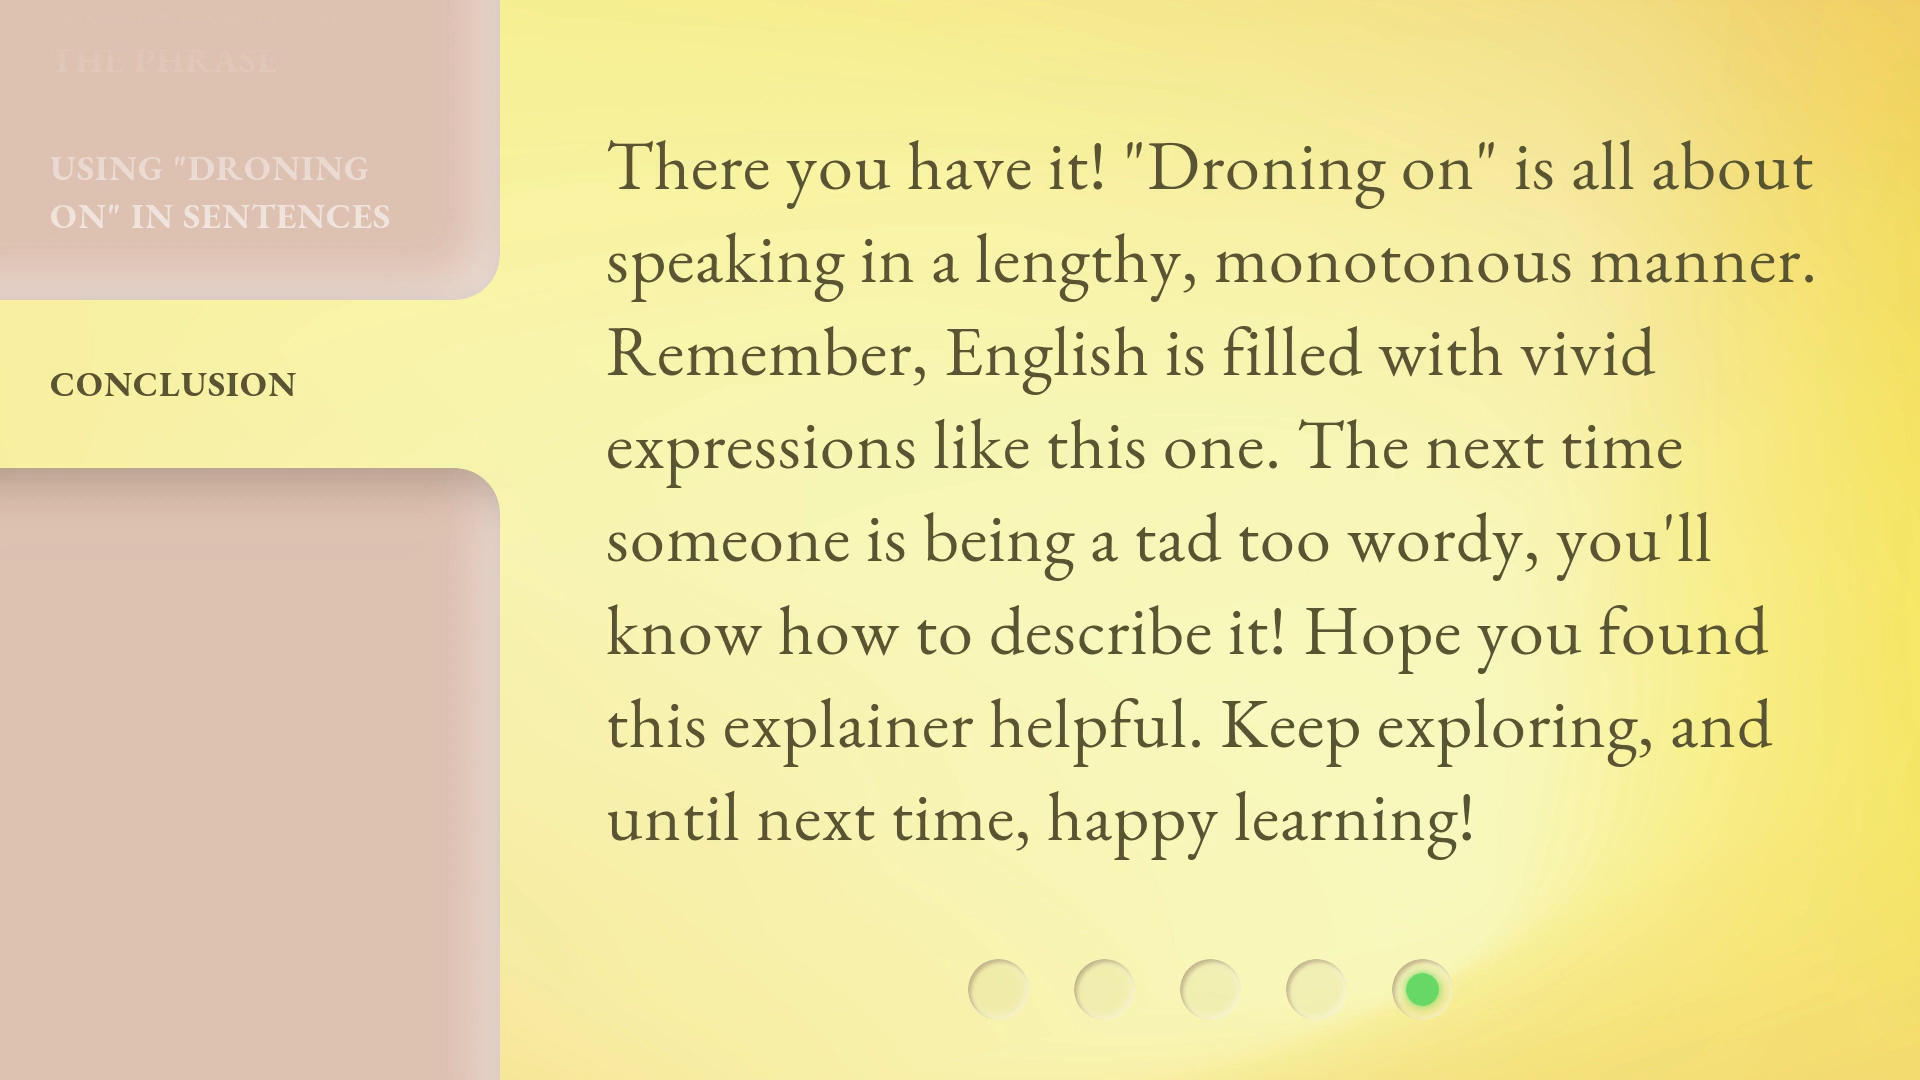 THE PHRASE
USING "DRONING
ON" IN SENTENCES
CONCLUSION
There you have it! "Droning on" is all about
speaking in a lengthy, monotonous manner.
Remember, English is filled with vivid
expressions like this one. The next time
someone is being a tad too wordy, you'll
know how to describe it! Hope you found
this explainer helpful. Keep exploring, and
until next time, happy learning!